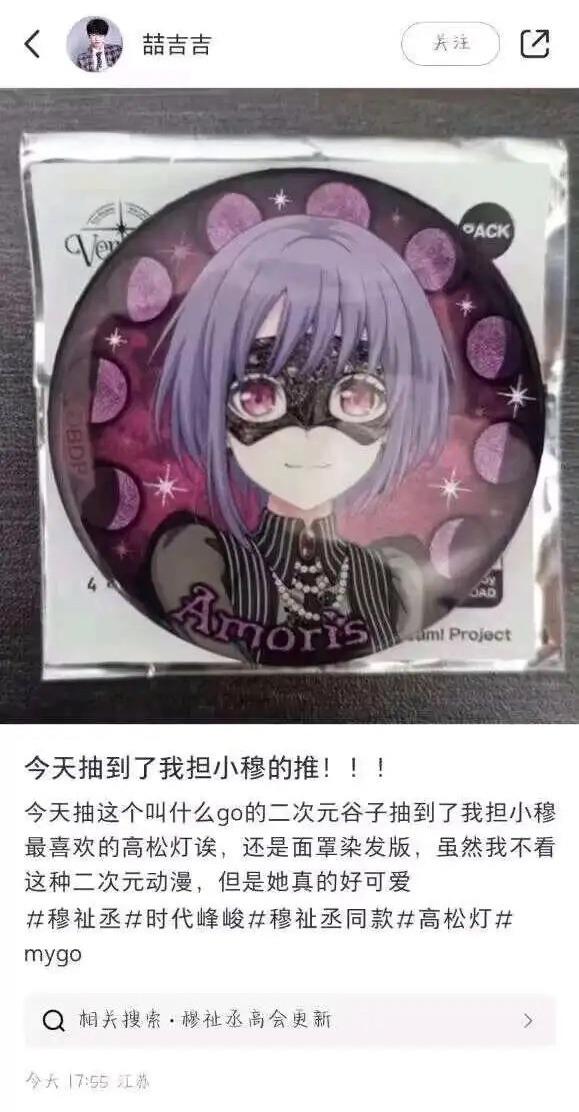 喆吉吉
关注
PACK
Amoris
4
OAD
am! Project
今天抽到了我担小穆的推！！！
今天抽这个叫什么go的二次元谷子抽到了我担小穆
最喜欢的高松灯诶，还是面罩染发版，虽然我不看
这种二次元动漫，但是她真的好可爱
#穆祉丞#时代峰峻#穆祉丞同款#高松灯#
mygo
相关搜索·穆祉丞高会更新
今天 17:55 江苏